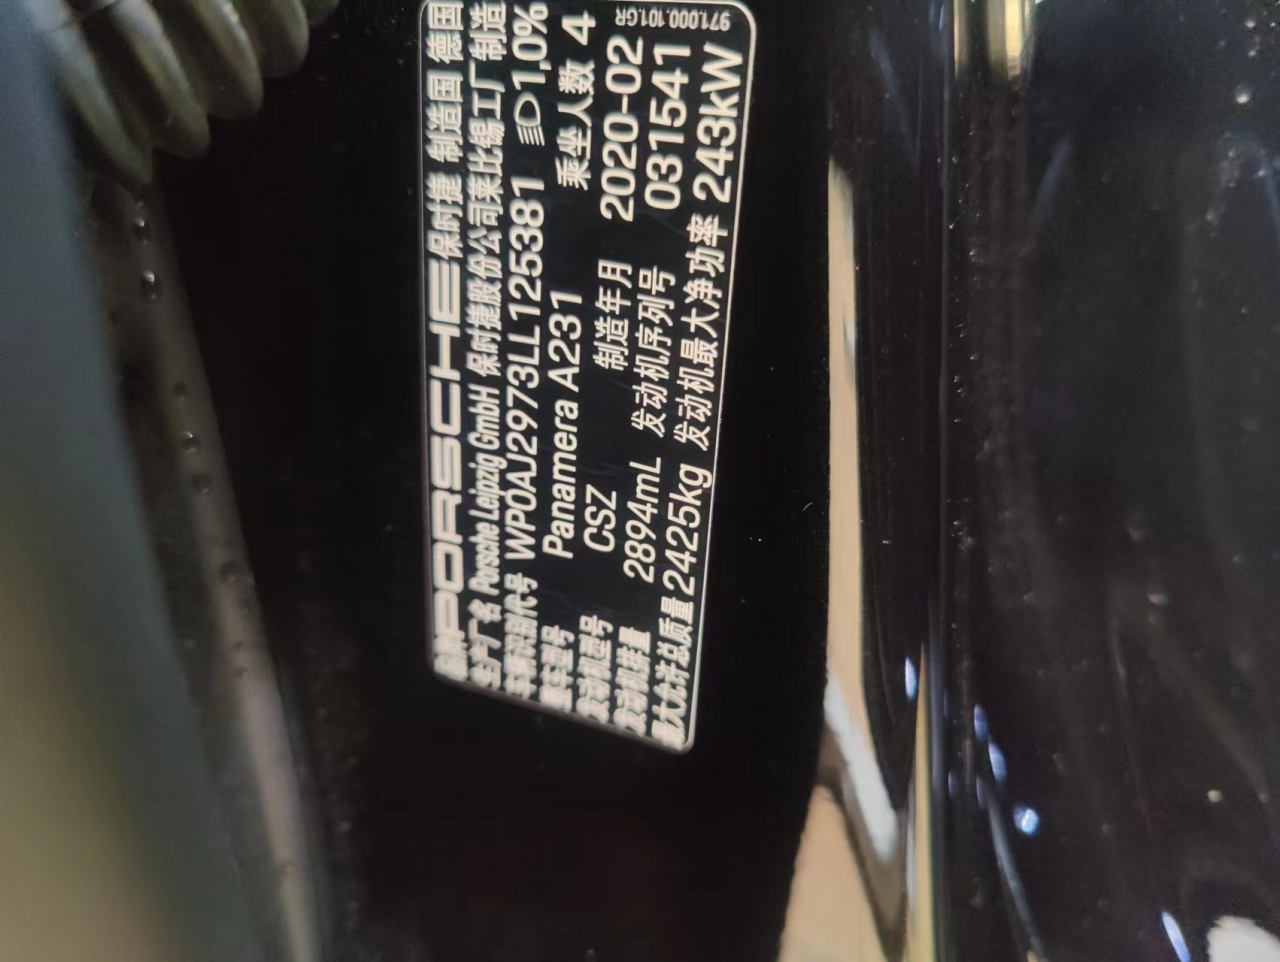 品牌 PORSCHE 保时捷 制造国 德国
生产厂名 Porsche Leipzig GmbH 保时捷股份公司莱比锡工厂制造
车辆识别代号 WP0AJ2973LL125381 1,0%
整车型号 Panamera A231 乘坐人数 4
发动机型号 CSZ 制造年月 2020-02
发动机排量 2894mL 发动机序列号 031541
最大允许总质量 2425kg 发动机最大净功率 243kW
971.000.101.GR